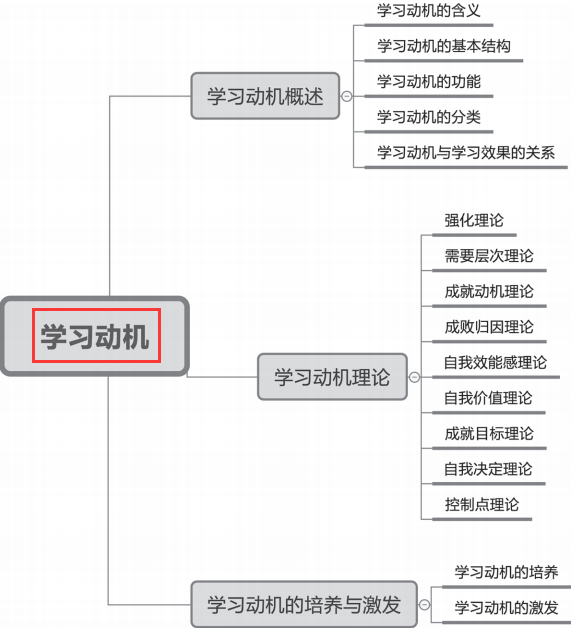 学习动机
学习动机概述
学习动机的含义
学习动机的基本结构
学习动机的功能
学习动机的分类
学习动机与学习效果的关系
学习动机理论
强化理论
需要层次理论
成就动机理论
成败归因理论
自我效能感理论
自我价值理论
成就目标理论
自我决定理论
控制点理论
学习动机的培养与激发
学习动机的培养
学习动机的激发